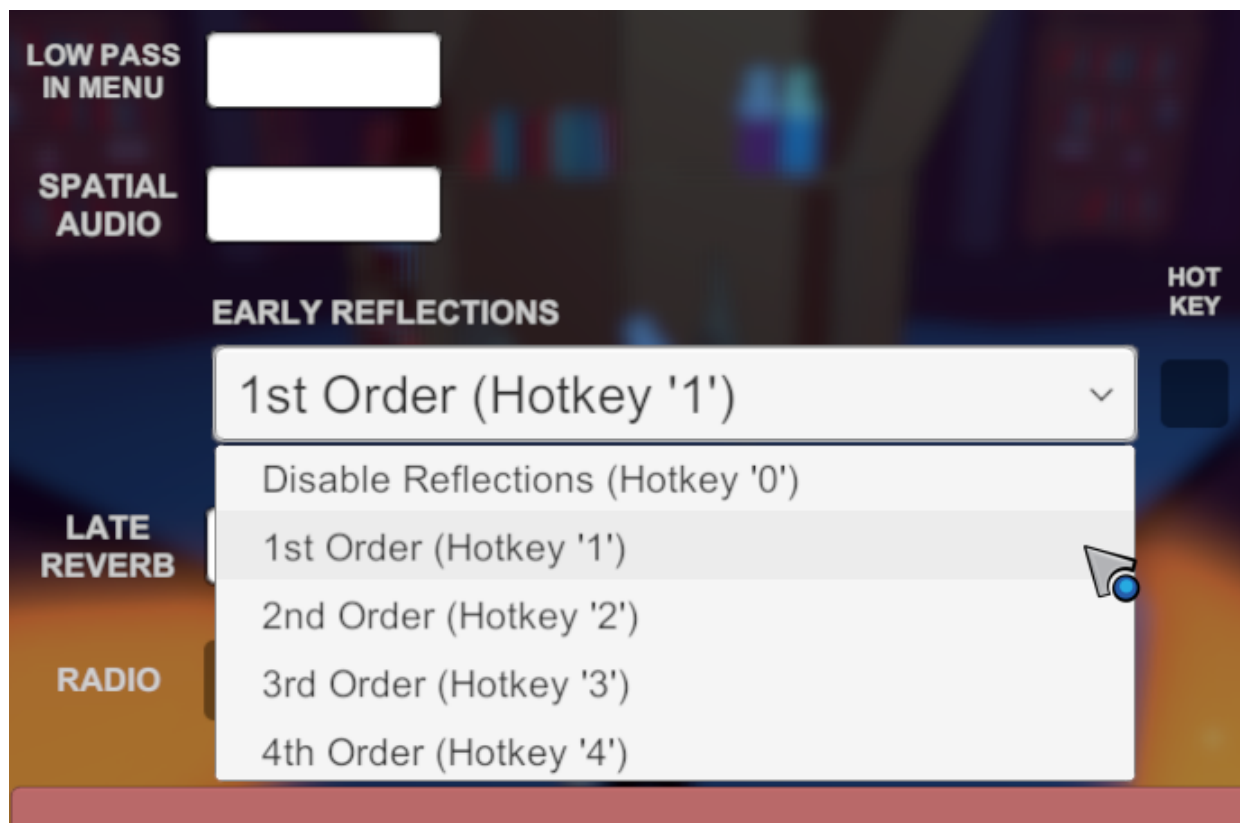 LOW PASS
IN MENU
SPATIAL
AUDIO
HOT
KEY
EARLY REFLECTIONS
1st Order (Hotkey '1')
Disable Reflections (Hotkey '0')
1st Order (Hotkey '1')
LATE
REVERB
2nd Order (Hotkey '2')
3rd Order (Hotkey '3')
RADIO
4th Order (Hotkey '4')